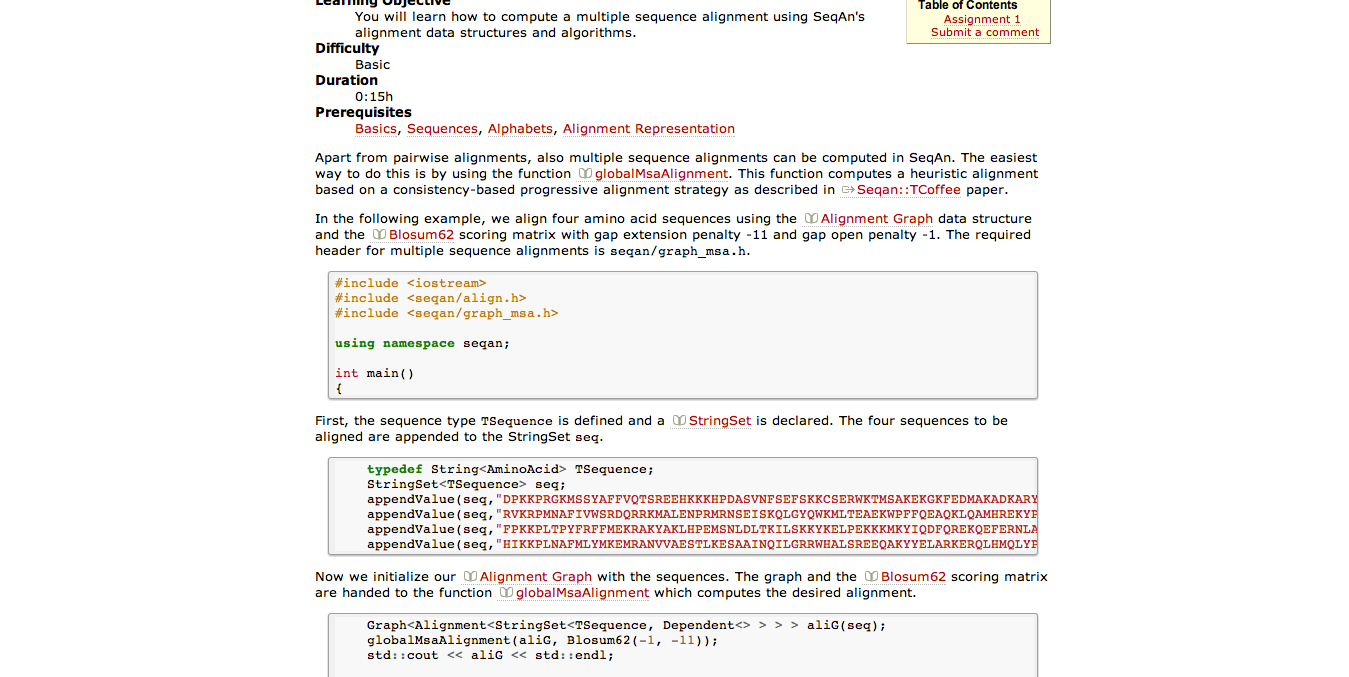 Learning Objective
You will learn how to compute a multiple sequence alignment using SeqAn's
alignment data structures and algorithms.
Difficulty
Basic
Duration
0:15h
Prerequisites
Basics, Sequences, Alphabets, Alignment Representation
Table of Contents
Assignment 1
Submit a comment
Apart from pairwise alignments, also multiple sequence alignments can be computed in SeqAn. The easiest
way to do this is by using the function globalMsaAlignment. This function computes a heuristic alignment
based on a consistency-based progressive alignment strategy as described in Seqan::TCoffee paper.
In the following example, we align four amino acid sequences using the Alignment Graph data structure
and the Blosum62 scoring matrix with gap extension penalty -11 and gap open penalty -1. The required
header for multiple sequence alignments is seqan/graph_msa.h.
#include <iostream>
#include <seqan/align.h>
#include <seqan/graph_msa.h>
using namespace seqan;
int main()
{
First, the sequence type TSequence is defined and a StringSet is declared. The four sequences to be
aligned are appended to the StringSet seq.
typedef String<AminoAcid> TSequence;
StringSet<TSequence> seq;
appendValue(seq,"DPKKPRGKMSSYAFFVQTSREEHKKKHPDASVNFSEFSKKCSERWKTMSAKEKGKFEDMAKADKARY
appendValue(seq,"RVKRPMNAFIVWSRDQRRKMALENPRMRNSEISKQLGYQWKMLTEAEKWPFFQEAQKLQAMHREKYP
appendValue(seq,"FPKKPLTPYFRFFMEKRAKYAKLHPEMSNLDLTKILSKKYKELPEKKKMKYIQDFQREKQEFERNLA
appendValue(seq,"HIKKPLNAFMLYMKEMRANVVAESTLKESAAINQILGRRWHALSREEQAKYYELARKERQLHMQLYP
Now we initialize our Alignment Graph with the sequences. The graph and the Blosum62 scoring matrix
are handed to the function globalMsaAlignment which computes the desired alignment.
Graph<Alignment<StringSet<TSequence, Dependent<> > > > aliG(seq);
globalMsaAlignment(aliG, Blosum62(-1, -11));
std::cout << aliG << std::endl;